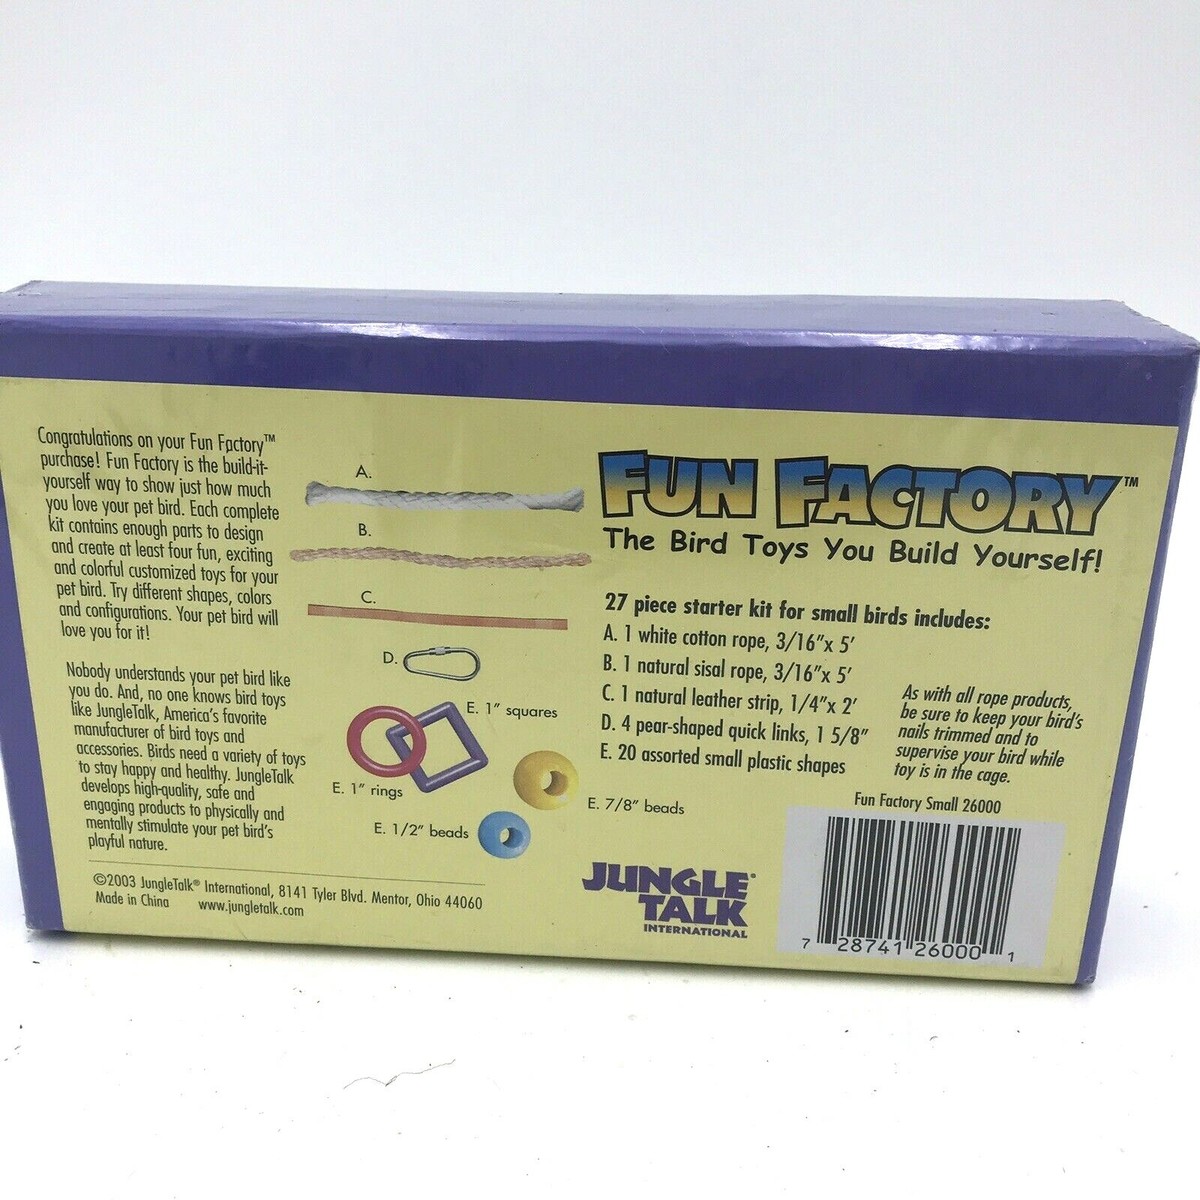 Congratulations on your Fun Factory™
purchase! Fun Factory is the build-it-
yourself way to show just how much
you love your pet bird. Each complete
kit contains enough parts to design
and create at least four fun, exciting
and colorful customized toys for your
pet bird. Try different shapes, colors
and configurations. Your pet bird will
love you for it!
Nobody understands your pet bird like
you do. And, no one knows bird toys
like JungleTalk, America's favorite
manufacturer of bird toys and
accessories. Birds need a variety of toys
to stay happy and healthy. JungleTalk
develops high-quality, safe and
engaging products to physically and
mentally stimulate your pet bird's
playful nature.
©2003 JungleTalk® International, 8141 Tyler Blvd. Mentor, Ohio 44060
Made in China www.jungletalk.com
A.
B.
C.
D.
E. 1" squares
E. 1" rings
E. 7/8" beads
E. 1/2" beads
FUN FACTORY™
The Bird Toys You Build Yourself!
27 piece starter kit for small birds includes:
A. 1 white cotton rope, 3/16"x 5'
B. 1 natural sisal rope, 3/16"x 5'
C. 1 natural leather strip, 1/4"x 2'
D. 4 pear-shaped quick links, 1 5/8"
E. 20 assorted small plastic shapes
As with all rope products,
be sure to keep your bird's
nails trimmed and to
supervise your bird while
toy is in the cage.
Fun Factory Small 26000
JUNGLE®
TALK
INTERNATIONAL
7 28741 26000 1